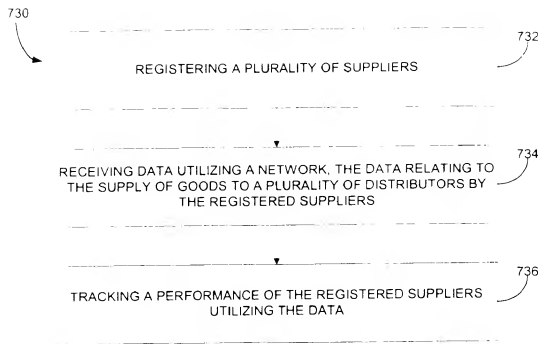 730
732
REGISTERING A PLURALITY OF SUPPLIERS
734
RECEIVING DATA UTILIZING A NETWORK, THE DATA RELATING TO
THE SUPPLY OF GOODS TO A PLURALITY OF DISTRIBUTORS BY
THE REGISTERED SUPPLIERS
736
TRACKING A PERFORMANCE OF THE REGISTERED SUPPLIERS
UTILIZING THE DATA